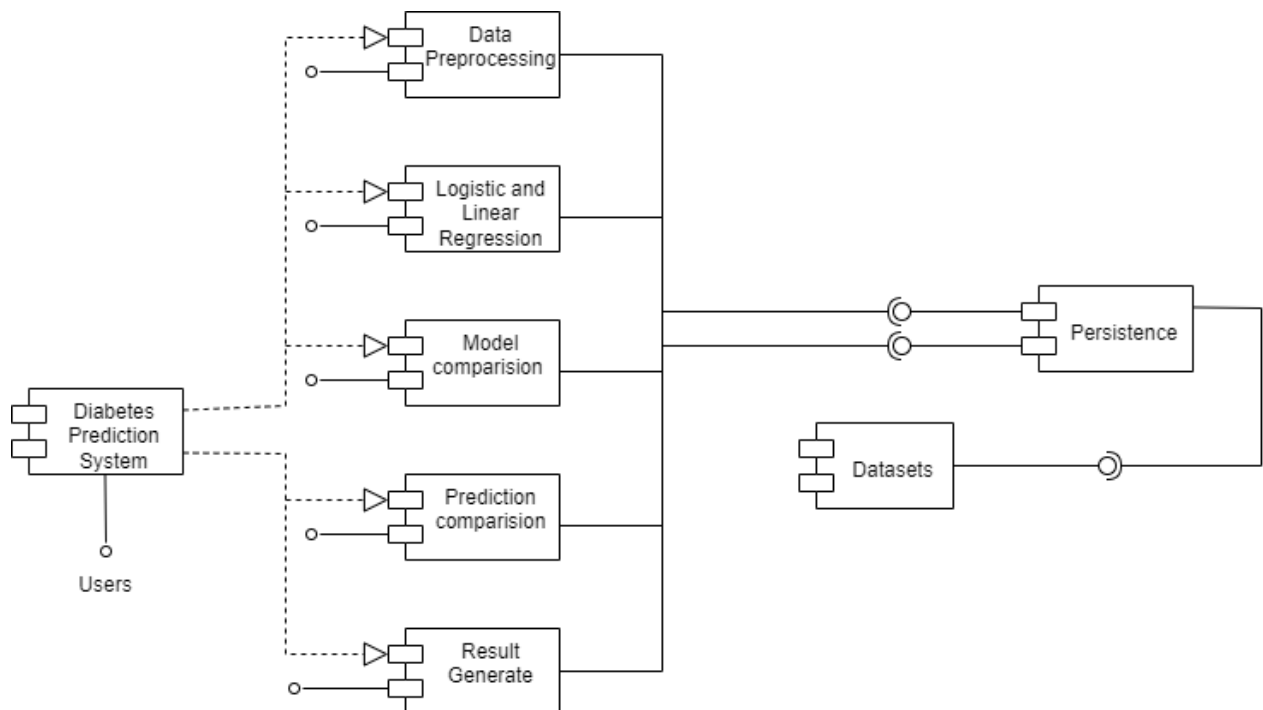 Data
Preprocessing
Logistic and
Linear
Regression
Model
comparision
Persistence
Diabetes
Prediction
System
Datasets
Prediction
comparision
Users
Result
Generate